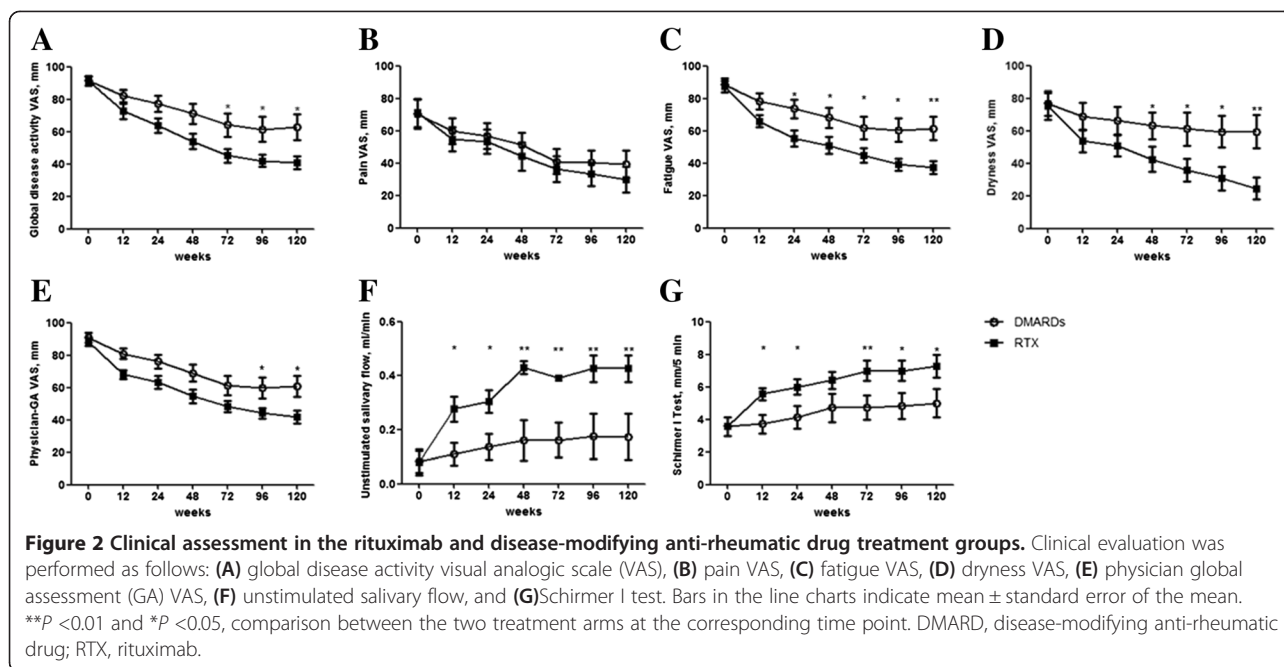 A
Global disease activity VAS, mm
100
80
60
40
20
0
* * *
0 12 24 48 72 96 120
weeks
B
Pain VAS, mm
100
80
60
40
20
0
0 12 24 48 72 96 120
weeks
C
Fatigue VAS, mm
100
80
60
40
20
0
* * * * **
0 12 24 48 72 96 120
weeks
D
Dryness VAS, mm
100
80
60
40
20
0
* * * **
0 12 24 48 72 96 120
weeks
E
Physician-GA VAS, mm
100
80
60
40
20
0
* *
0 12 24 48 72 96 120
weeks
F
Unstimulated salivary flow, ml/min
0.6
0.4
0.2
0.0
* * ** ** ** **
0 12 24 48 72 96 120
weeks
G
Schirmer I Test, mm/5 min
10
8
6
4
2
0
* * ** * *
0 12 24 48 72 96 120
weeks
DMARDs
RTX
Figure 2 Clinical assessment in the rituximab and disease-modifying anti-rheumatic drug treatment groups. Clinical evaluation was
performed as follows: (A) global disease activity visual analogic scale (VAS), (B) pain VAS, (C) fatigue VAS, (D) dryness VAS, (E) physician global
assessment (GA) VAS, (F) unstimulated salivary flow, and (G)Schirmer I test. Bars in the line charts indicate mean ± standard error of the mean.
**P <0.01 and *P <0.05, comparison between the two treatment arms at the corresponding time point. DMARD, disease-modifying anti-rheumatic
drug; RTX, rituximab.